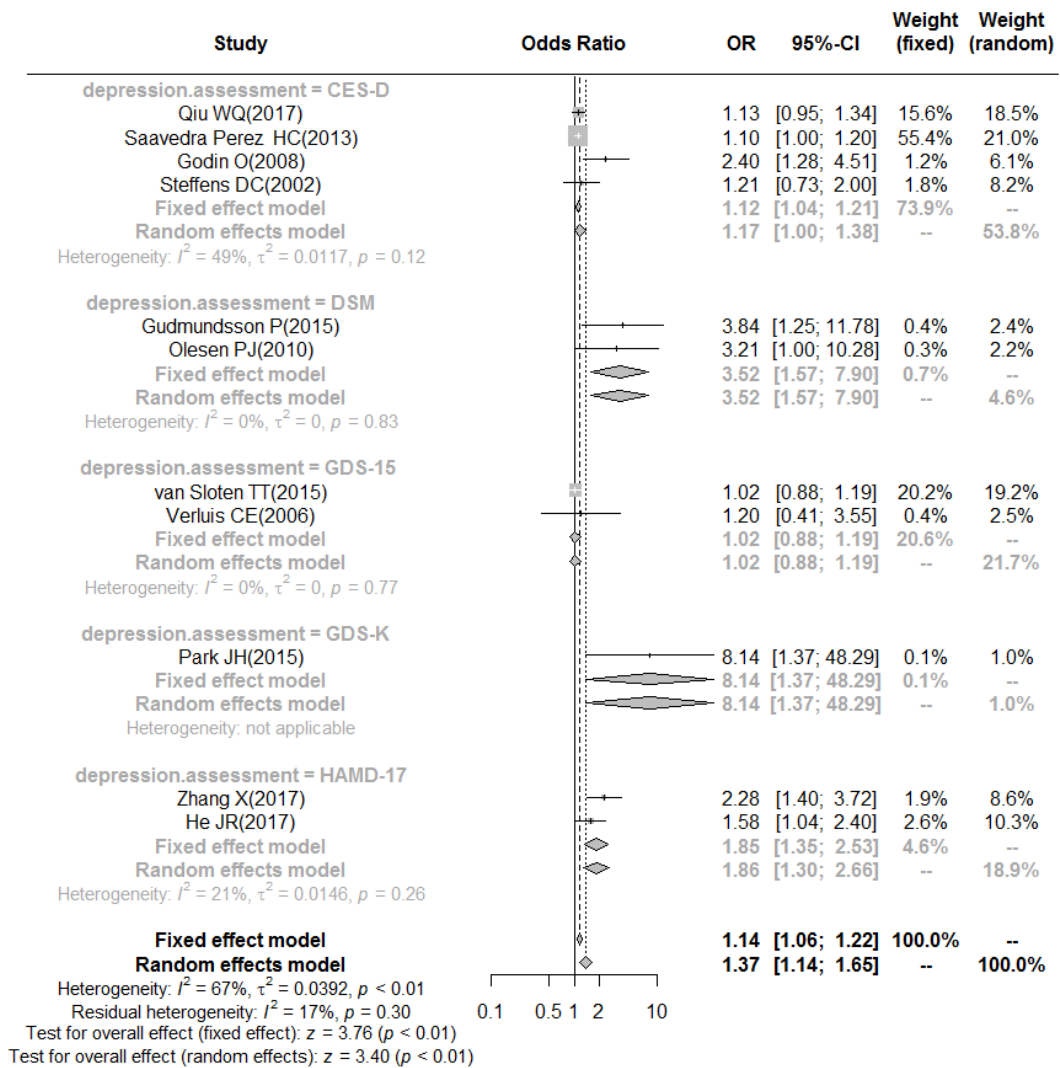 Study Odds Ratio OR 95%-CI Weight (fixed) Weight (random)
depression.assessment = CES-D
Qiu WQ(2017) 1.13 [0.95; 1.34] 15.6% 18.5%
Saavedra Perez HC(2013) 1.10 [1.00; 1.20] 55.4% 21.0%
Godin O(2008) 2.40 [1.28; 4.51] 1.2% 6.1%
Steffens DC(2002) 1.21 [0.73; 2.00] 1.8% 8.2%
Fixed effect model 1.12 [1.04; 1.21] 73.9% --
Random effects model 1.17 [1.00; 1.38] -- 53.8%
Heterogeneity: I² = 49%, τ² = 0.0117, p = 0.12
depression.assessment = DSM
Gudmundsson P(2015) 3.84 [1.25; 11.78] 0.4% 2.4%
Olesen PJ(2010) 3.21 [1.00; 10.28] 0.3% 2.2%
Fixed effect model 3.52 [1.57; 7.90] 0.7% --
Random effects model 3.52 [1.57; 7.90] -- 4.6%
Heterogeneity: I² = 0%, τ² = 0, p = 0.83
depression.assessment = GDS-15
van Sloten TT(2015) 1.02 [0.88; 1.19] 20.2% 19.2%
Verluis CE(2006) 1.20 [0.41; 3.55] 0.4% 2.5%
Fixed effect model 1.02 [0.88; 1.19] 20.6% --
Random effects model 1.02 [0.88; 1.19] -- 21.7%
Heterogeneity: I² = 0%, τ² = 0, p = 0.77
depression.assessment = GDS-K
Park JH(2015) 8.14 [1.37; 48.29] 0.1% 1.0%
Fixed effect model 8.14 [1.37; 48.29] 0.1% --
Random effects model 8.14 [1.37; 48.29] -- 1.0%
Heterogeneity: not applicable
depression.assessment = HAMD-17
Zhang X(2017) 2.28 [1.40; 3.72] 1.9% 8.6%
He JR(2017) 1.58 [1.04; 2.40] 2.6% 10.3%
Fixed effect model 1.85 [1.35; 2.53] 4.6% --
Random effects model 1.86 [1.30; 2.66] -- 18.9%
Heterogeneity: I² = 21%, τ² = 0.0146, p = 0.26
Fixed effect model 1.14 [1.06; 1.22] 100.0% --
Random effects model 1.37 [1.14; 1.65] -- 100.0%
Heterogeneity: I² = 67%, τ² = 0.0392, p < 0.01
Residual heterogeneity: I² = 17%, p = 0.30 0.1 0.5 1 2 10
Test for overall effect (fixed effect): z = 3.76 (p < 0.01)
Test for overall effect (random effects): z = 3.40 (p < 0.01)